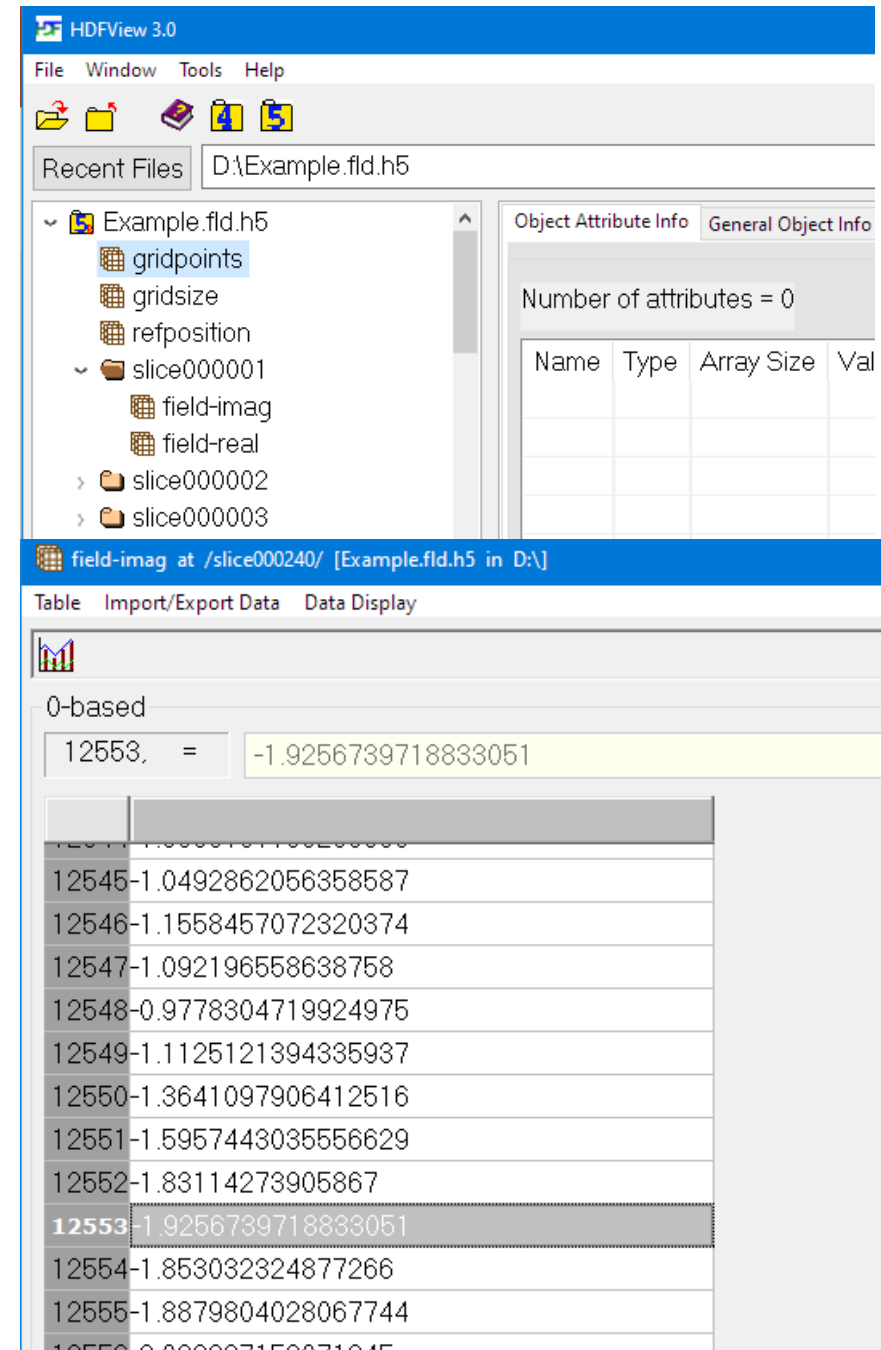 HDFView 3.0
File Window Tools Help
4 5
Recent Files D:\Example.fld.h5
5 Example.fld.h5
gridpoints
gridsize
refposition
slice000001
field-imag
field-real
slice000002
slice000003
Object Attribute Info General Object Info
Number of attributes = 0
Name Type Array Size Val
field-imag at /slice000240/ [Example.fld.h5 in D:\]
Table Import/Export Data Data Display
0-based
12553, = -1.9256739718833051
12545 -1.0492862056358587
12546 -1.1558457072320374
12547 -1.092196558638758
12548 -0.9778304719924975
12549 -1.1125121394335937
12550 -1.3641097906412516
12551 -1.5957443035556629
12552 -1.83114273905867
12553 -1.9256739718833051
12554 -1.853032324877266
12555 -1.8879804028067744